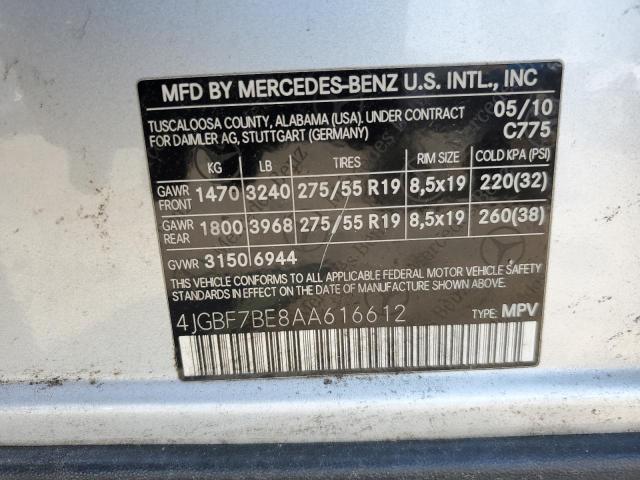 MFD BY MERCEDES-BENZ U.S. INTL., INC
TUSCALOOSA COUNTY, ALABAMA (USA). UNDER CONTRACT 05/10
FOR DAIMLER AG, STUTTGART (GERMANY) C775
KG LB TIRES RIM SIZE COLD KPA (PSI)
GAWR FRONT 1470 3240 275/55 R19 8,5x19 220(32)
GAWR REAR 1800 3968 275/55 R19 8,5x19 260(38)
GVWR 3150 6944
THIS VEHICLE CONFORMS TO ALL APPLICABLE FEDERAL MOTOR VEHICLE SAFETY
STANDARDS IN EFFECT ON THE DATE OF MANUFACTURE SHOWN ABOVE.
4JGBF7BE8AA616612 TYPE: MPV